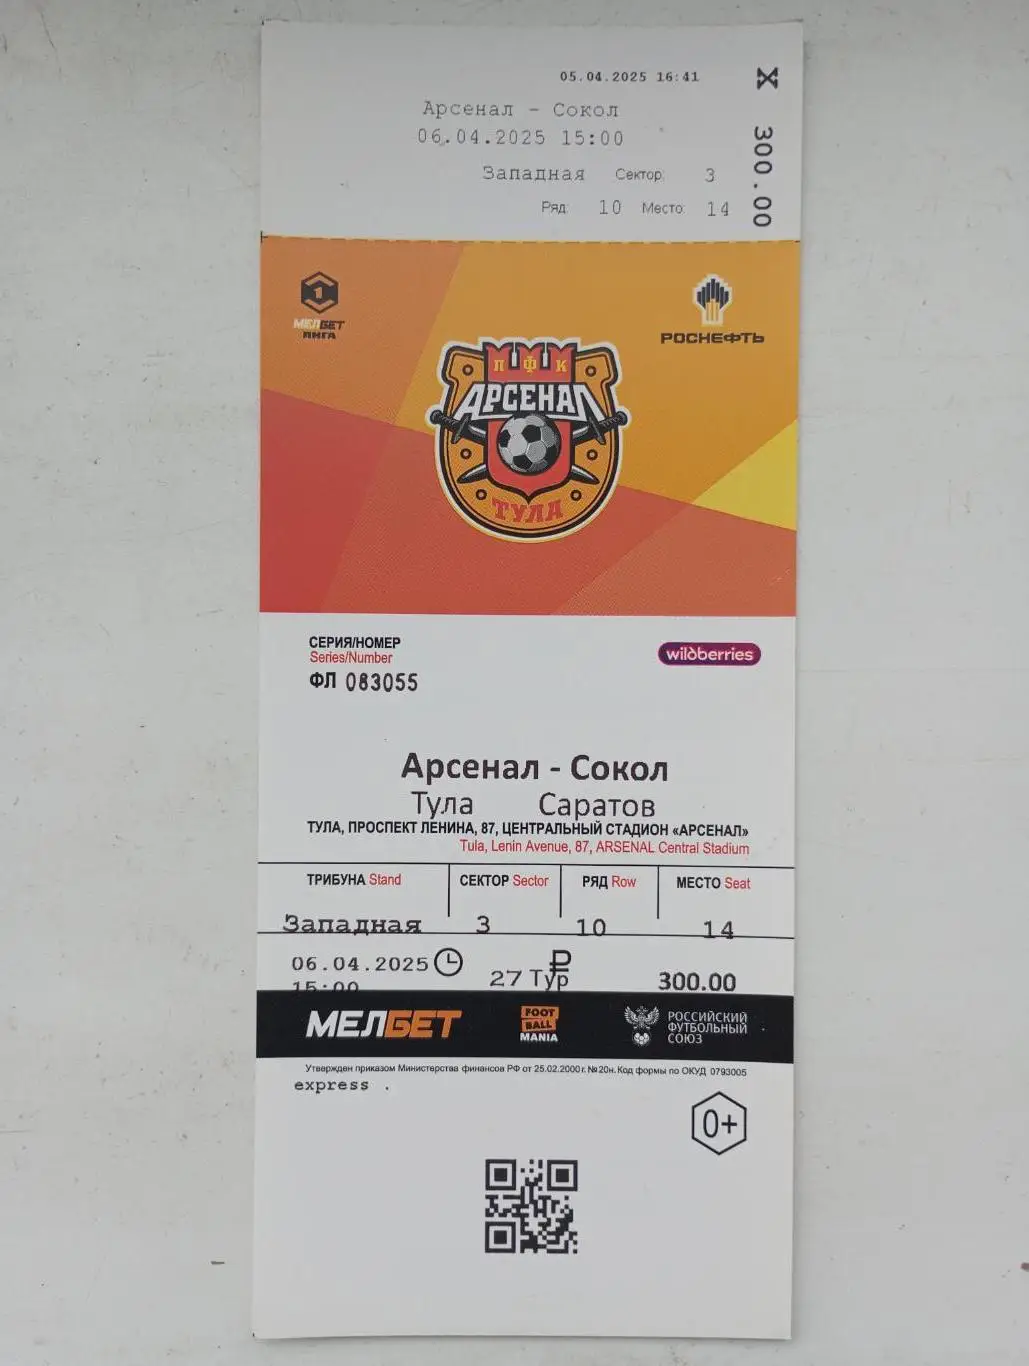 05.04.2025 16:41
Арсенал - Сокол
06.04.2025 15:00
Западная Сектор: 3
Ряд: 10 Место: 14
300.00
1
МЕЛБЕТ
ЛИГА
РОСНЕФТЬ
ПФК
АРСЕНАЛ
ТУЛА
СЕРИЯ/НОМЕР
Series/Number
ФЛ 083055
wildberries
Арсенал - Сокол
Тула Саратов
ТУЛА, ПРОСПЕКТ ЛЕНИНА, 87, ЦЕНТРАЛЬНЫЙ СТАДИОН «АРСЕНАЛ»
Tula, Lenin Avenue, 87, ARSENAL Central Stadium
ТРИБУНА Stand СЕКТОР Sector РЯД Row МЕСТО Seat
Западная 3 10 14
06.04.2025 ₽
15:00 27 Тур 300.00
МЕЛБЕТ
FOOT
BALL
MANIA
РОССИЙСКИЙ
ФУТБОЛЬНЫЙ
СОЮЗ
Утвержден приказом Министерства финансов РФ от 25.02.2000 г. №20н. Код формы по ОКУД 0793005
express .
0+